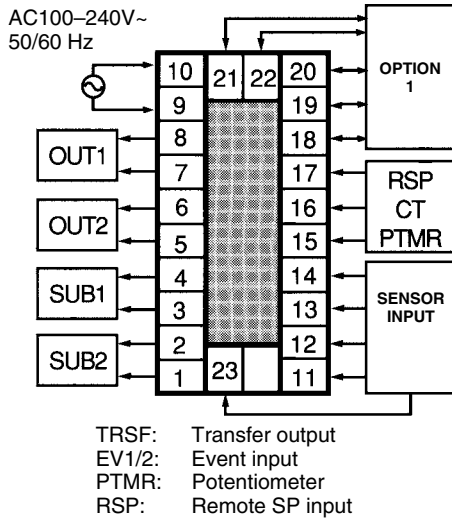 AC100–240V~
50/60 Hz
10 21 22 20
OPTION
1
9 19
8 18
OUT1
7 17
RSP
CT
PTMR
6 16
OUT2
5 15
4 14
SUB1
3 13
SENSOR
INPUT
2 12
SUB2
1 23 11
TRSF: Transfer output
EV1/2: Event input
PTMR: Potentiometer
RSP: Remote SP input